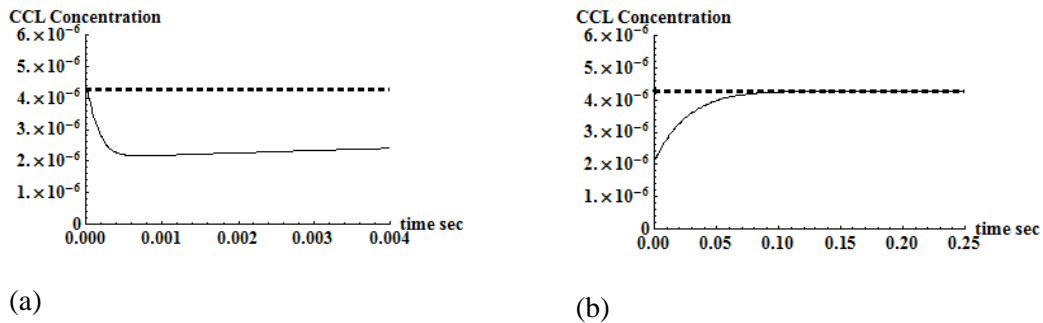 CCL Concentration
6.×10⁻⁶
5.×10⁻⁶
4.×10⁻⁶
3.×10⁻⁶
2.×10⁻⁶
1.×10⁻⁶
0
0.000 0.001 0.002 0.003 0.004
time sec
(a)
CCL Concentration
6.×10⁻⁶
5.×10⁻⁶
4.×10⁻⁶
3.×10⁻⁶
2.×10⁻⁶
1.×10⁻⁶
0
0.00 0.05 0.10 0.15 0.20 0.25
time sec
(b)